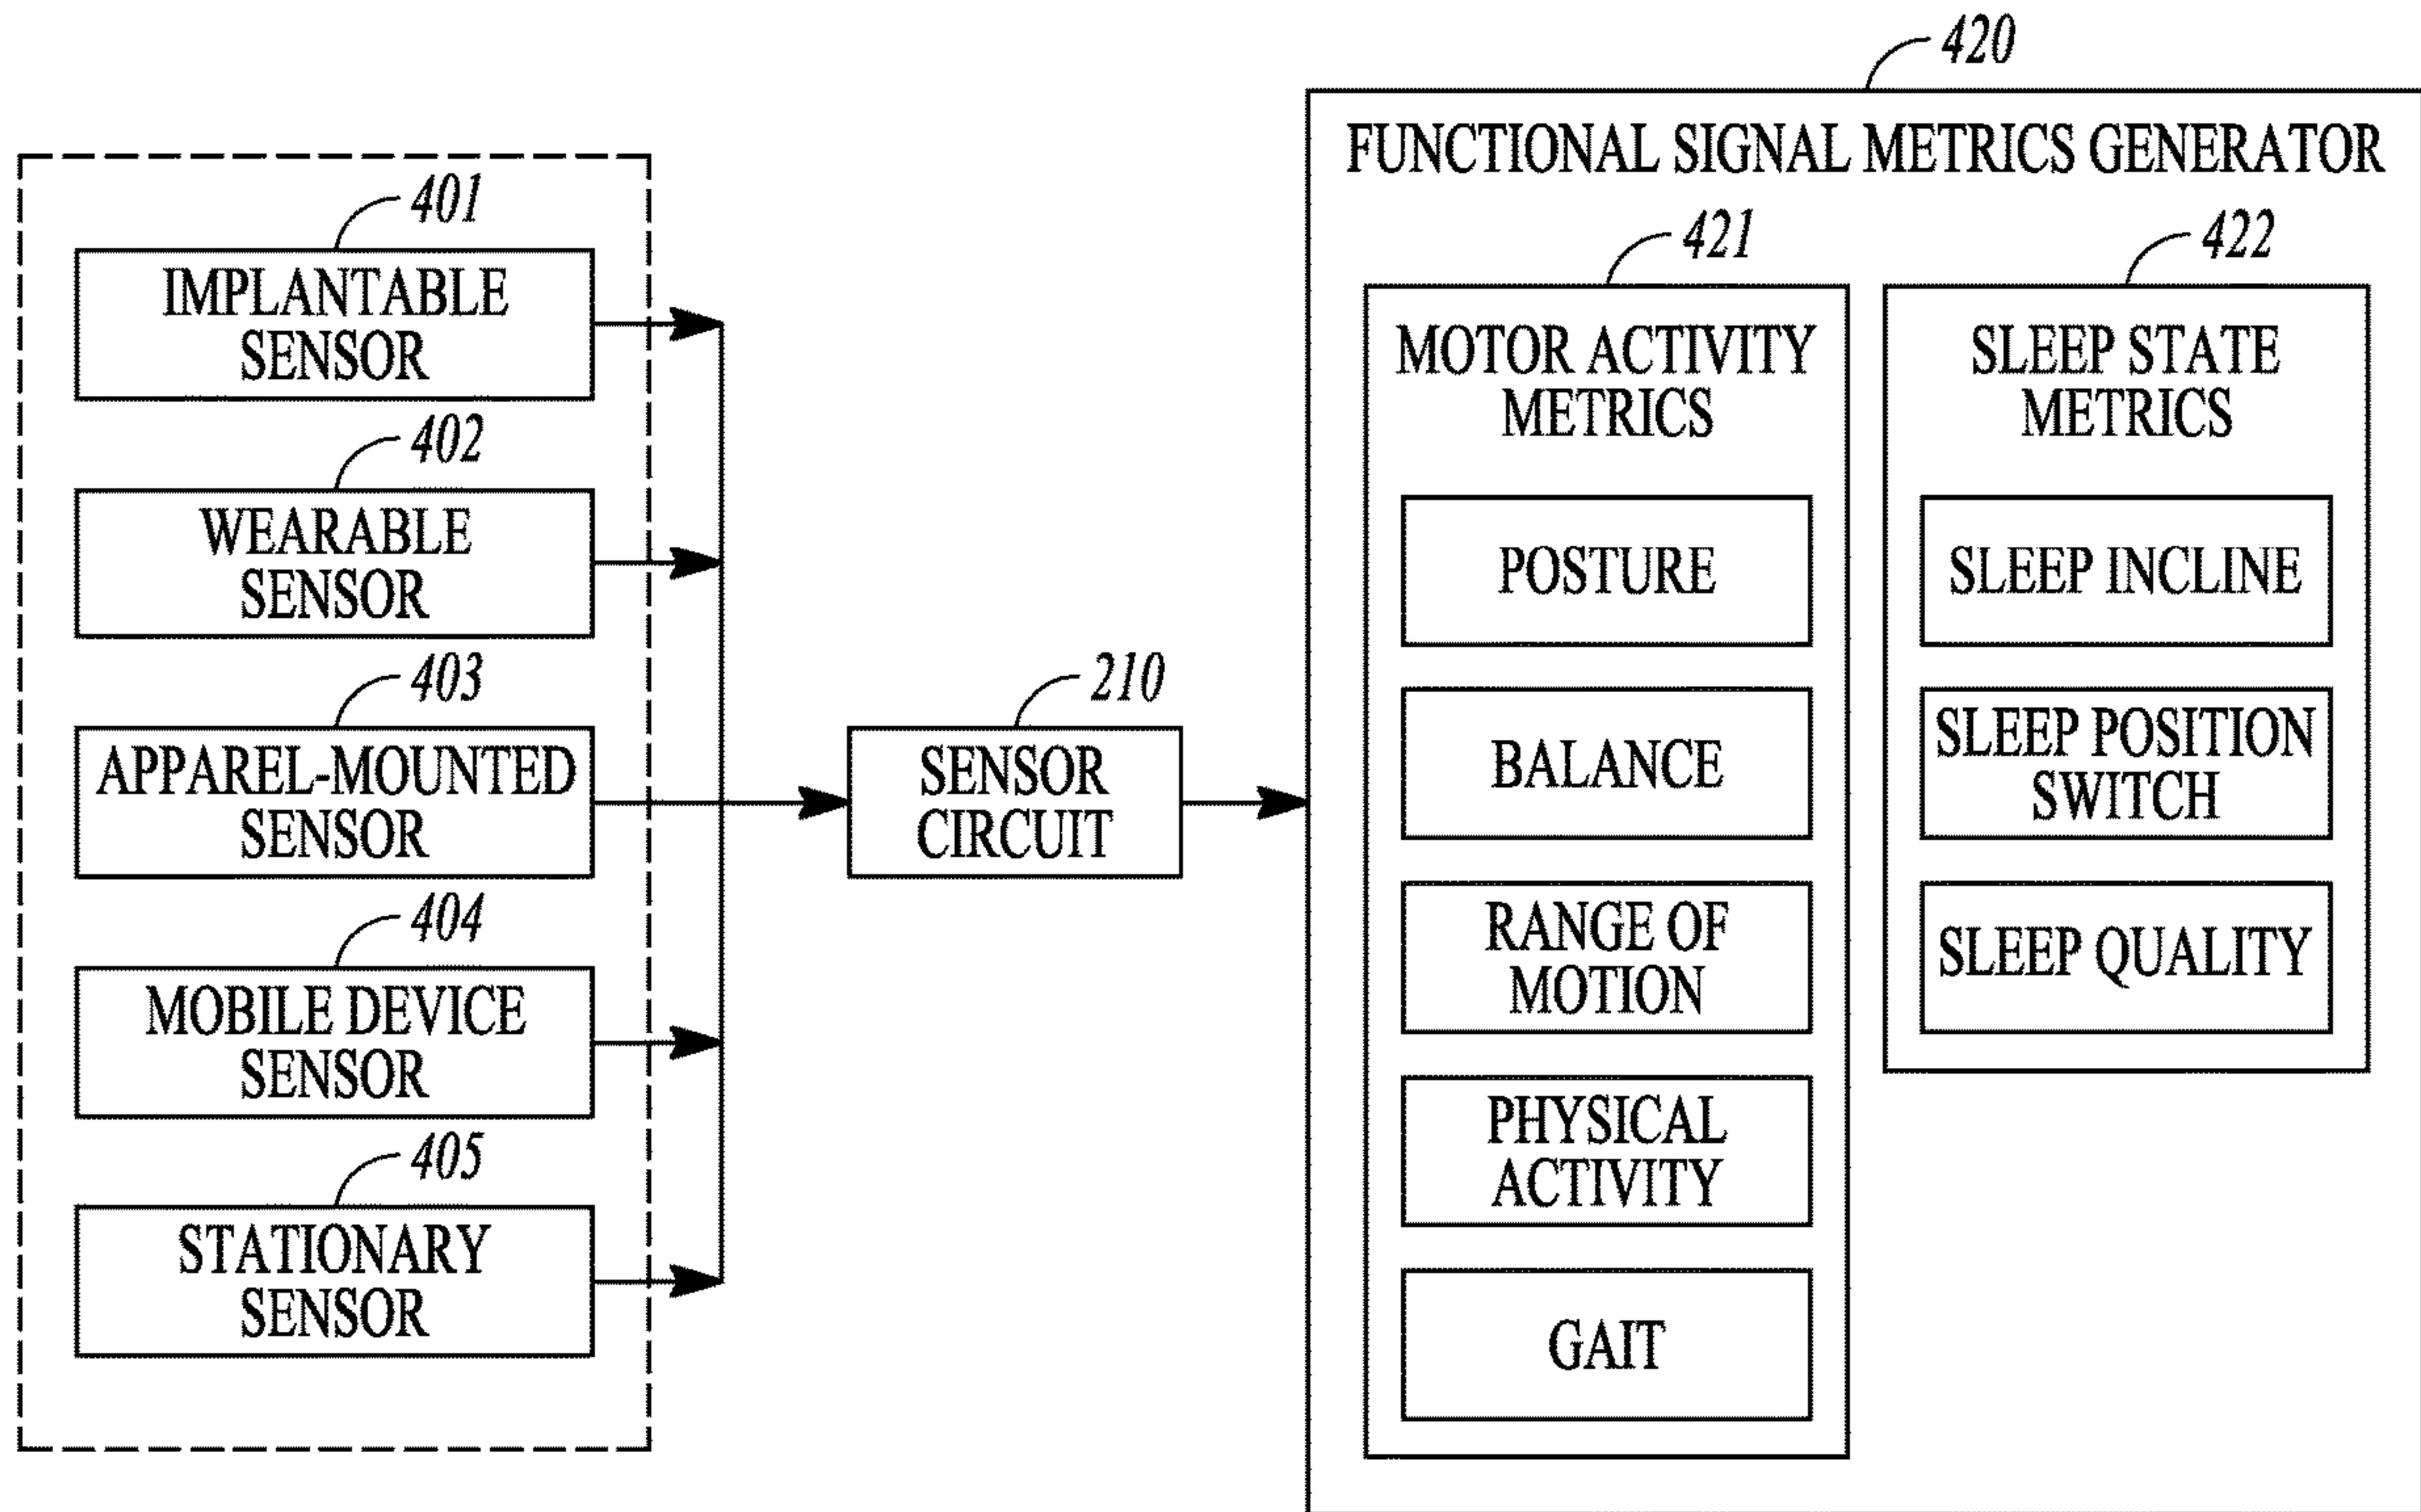 401
IMPLANTABLE
SENSOR
402
WEARABLE
SENSOR
403
APPAREL-MOUNTED
SENSOR
404
MOBILE DEVICE
SENSOR
405
STATIONARY
SENSOR
210
SENSOR
CIRCUIT
420
FUNCTIONAL SIGNAL METRICS GENERATOR
421
MOTOR ACTIVITY
METRICS
POSTURE
BALANCE
RANGE OF
MOTION
PHYSICAL
ACTIVITY
GAIT
422
SLEEP STATE
METRICS
SLEEP INCLINE
SLEEP POSITION
SWITCH
SLEEP QUALITY